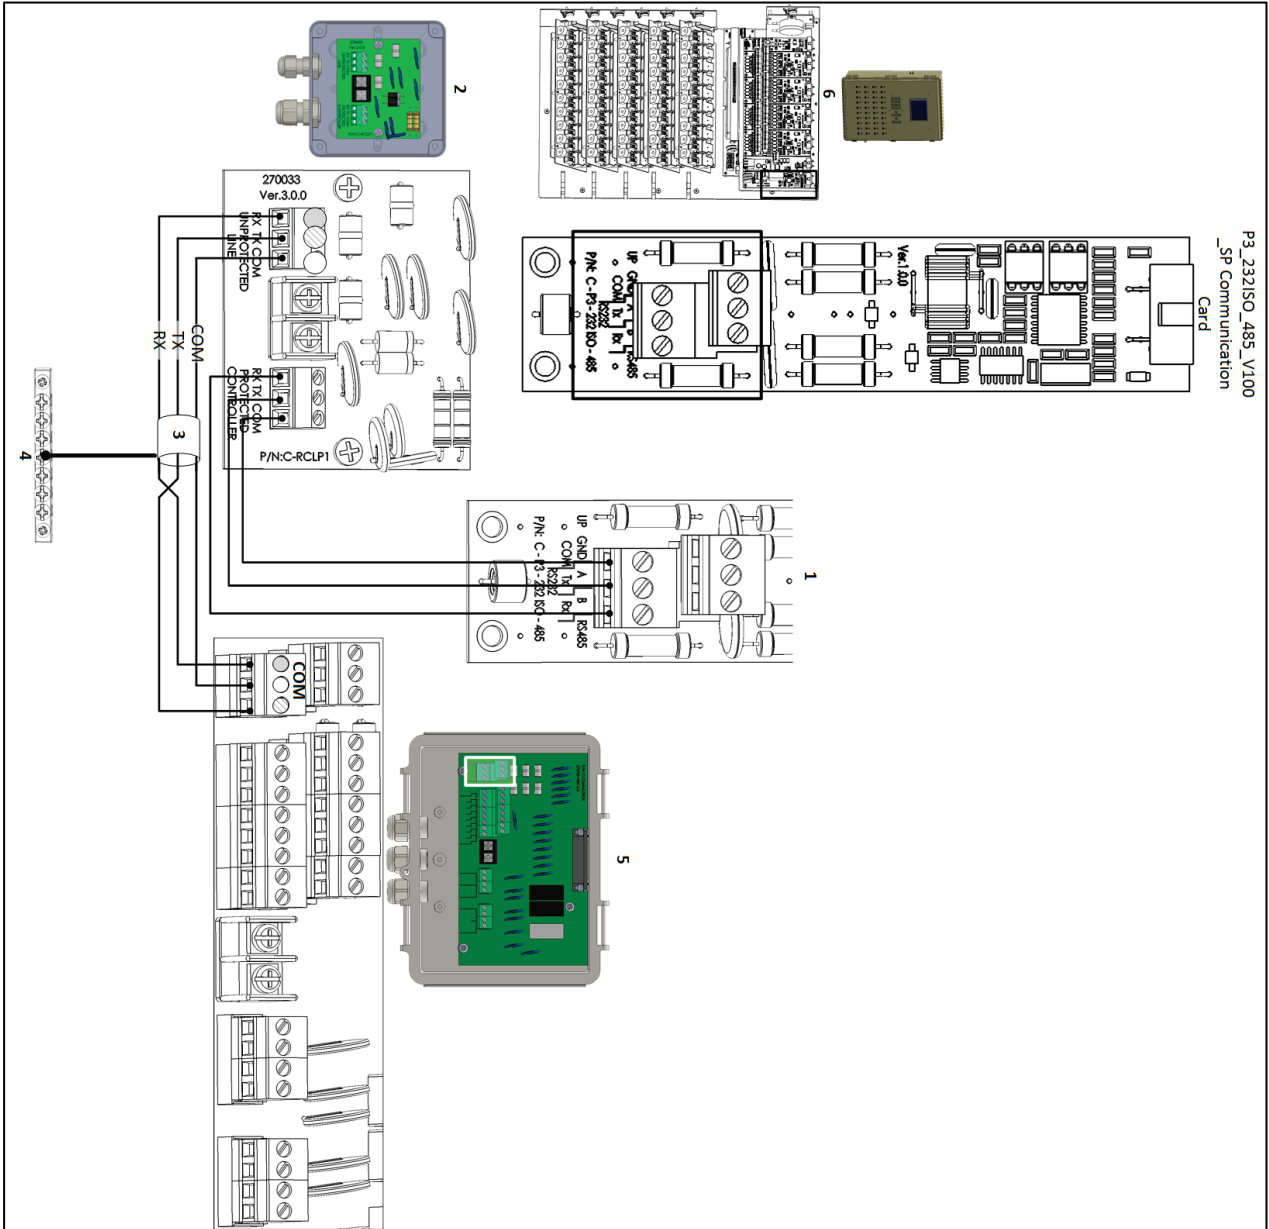 2
6
P3_232ISO_485_V100
_SP Communication
Card
270033
Ver.3.0.0
RX TX COM
UNPROTECTED
LINE
RX TX COM
PROTECTED
CONTROLLER
P/N:C-RCLP1
COM
TX
RX
3
4
Ver.1.0.0
UP GND A B RS485
COM Tx Rx
RS232
P/N: C - P3 - 232 ISO - 485
1
UP GND A B RS485
COM Tx Rx
RS232
P/N: C - P3 - 232 ISO - 485
COM
5